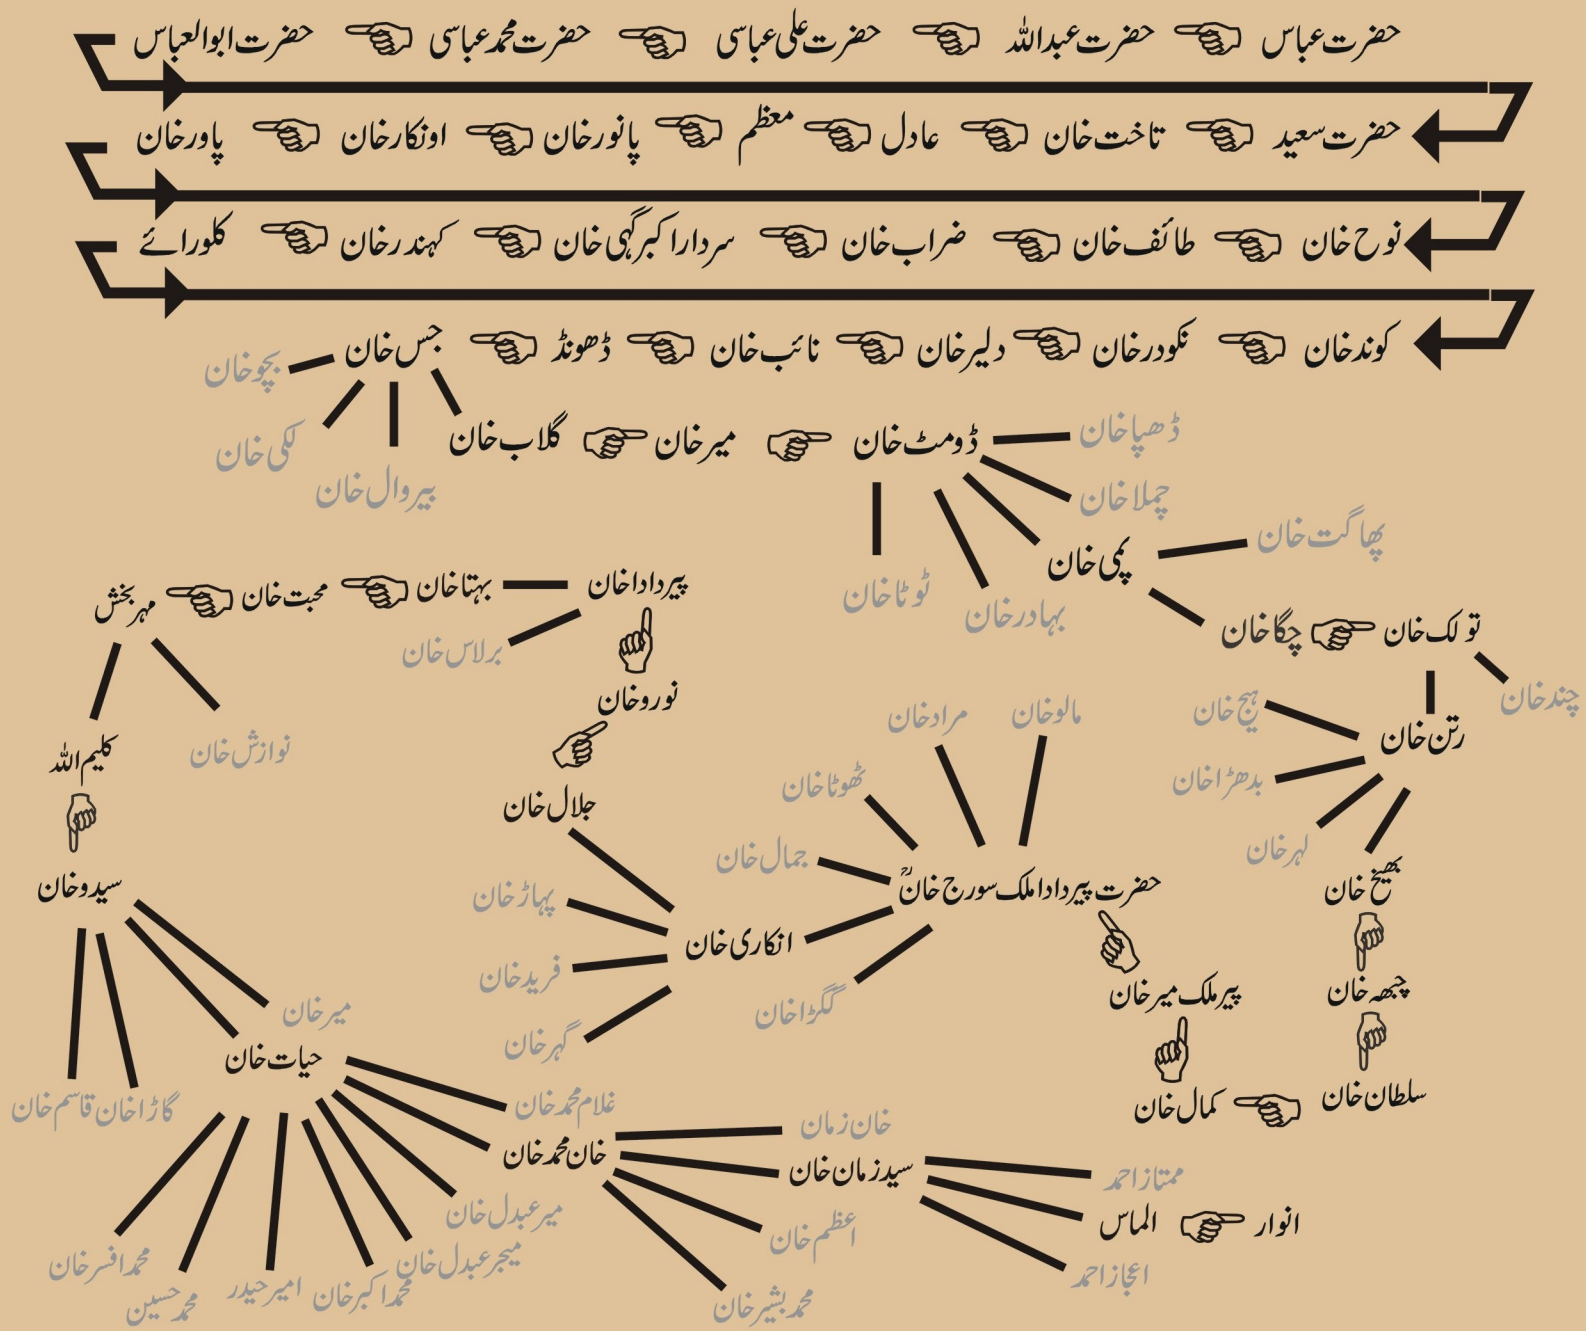 حضرت عباس حضرت عبداللہ حضرت علی عباسی حضرت محمد عباسی حضرت ابوالعباس
حضرت سعید تاخت خان عادل معظم پانور خان اونکار خان پاور خان
نوح خان طائف خان ضراب خان سردار اکبر گہی خان کہندر خان کلورائے
کوند خان نکودر خان دلیر خان نائب خان ڈھونڈ جس خان
بچو خان
لکی خان
بیروال خان
گلاب خان میر خان ڈومٹ خان
ڈھپا خان
چملا خان
پمی خان
بہادر خان
ٹوٹا خان
پھاگت خان
چگا خان تولک خان
چند خان
رتن خان
بیج خان
بدھڑا خان
لہر خان
بھیخ خان
چبھہ خان
سلطان خان
کمال خان
پیر ملک میر خان
حضرت پیر دادا ملک سورج خانؒ
مالو خان
مراد خان
ٹھوٹا خان
جمال خان
گکڑا خان
انکاری خان
پہاڑ خان
فرید خان
گہر خان
جلال خان
نورو خان
پیر دادا خان
برلاس خان
بہتا خان محبت خان مہر بخش
نوازش خان
کلیم اللہ
سیدو خان
میر خان
حیات خان
گاڑا خان
قاسم خان
غلام محمد خان
خان محمد خان
میر عبدل خان
میجر عبدل خان
محمد اکبر خان
امیر حیدر
محمد حسین
محمد افسر خان
خان زمان
سید زمان خان
اعظم خان
محمد بشیر خان
ممتاز احمد
الماس انوار
اعجاز احمد